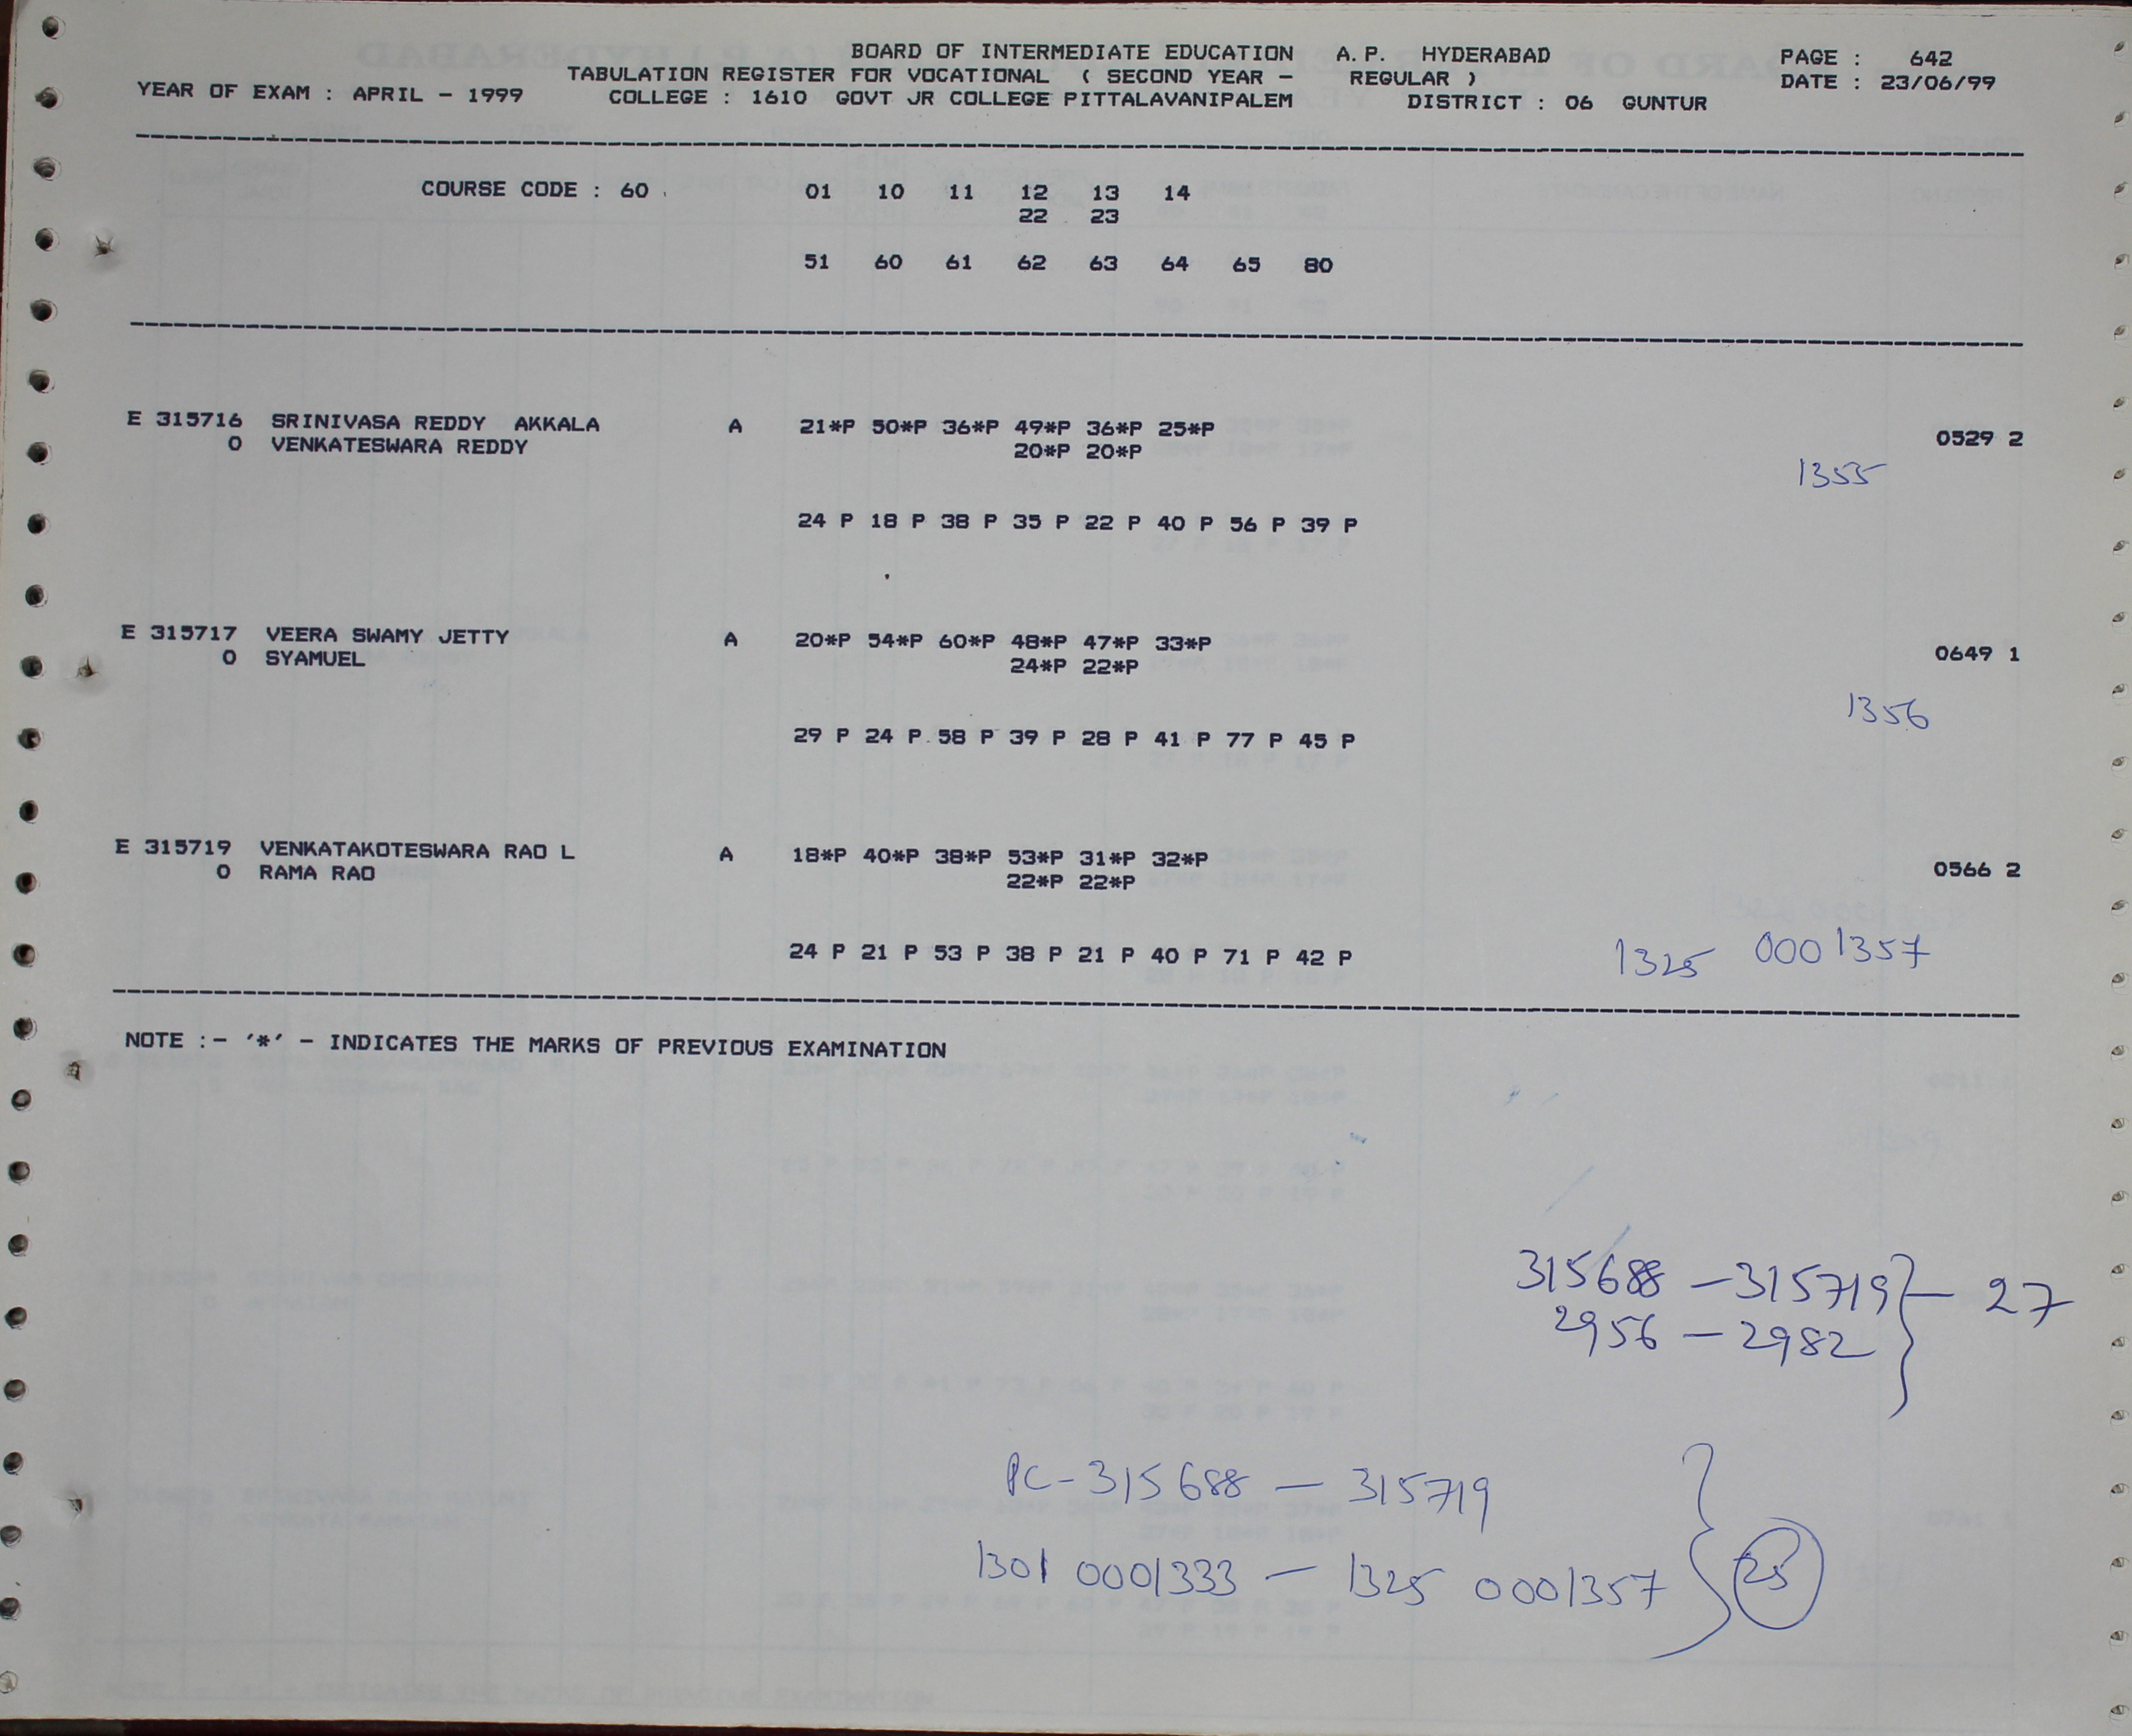 BOARD OF INTERMEDIATE EDUCATION A.P. HYDERABAD PAGE : 642
TABULATION REGISTER FOR VOCATIONAL ( SECOND YEAR - REGULAR ) DATE : 23/06/99
YEAR OF EXAM : APRIL - 1999 COLLEGE : 1610 GOVT JR COLLEGE PITTALAVANIPALEM DISTRICT : 06 GUNTUR
COURSE CODE : 60 01 10 11 12 13 14
22 23
51 60 61 62 63 64 65 80
E 315716 SRINIVASA REDDY AKKALA A 21*P 50*P 36*P 49*P 36*P 25*P 0529 2
0 VENKATESWARA REDDY 20*P 20*P
1355
24 P 18 P 38 P 35 P 22 P 40 P 56 P 39 P
E 315717 VEERA SWAMY JETTY A 20*P 54*P 60*P 48*P 47*P 33*P 0649 1
0 SYAMUEL 24*P 22*P
1356
29 P 24 P 58 P 39 P 28 P 41 P 77 P 45 P
E 315719 VENKATAKOTESWARA RAO L A 18*P 40*P 38*P 53*P 31*P 32*P 0566 2
0 RAMA RAO 22*P 22*P
24 P 21 P 53 P 38 P 21 P 40 P 71 P 42 P 1325 0001357
NOTE :- '*' - INDICATES THE MARKS OF PREVIOUS EXAMINATION
315688 - 315719 } - 27
2956 - 2982
PC - 315688 - 315719
1301 0001333 - 1325 0001357 } 25